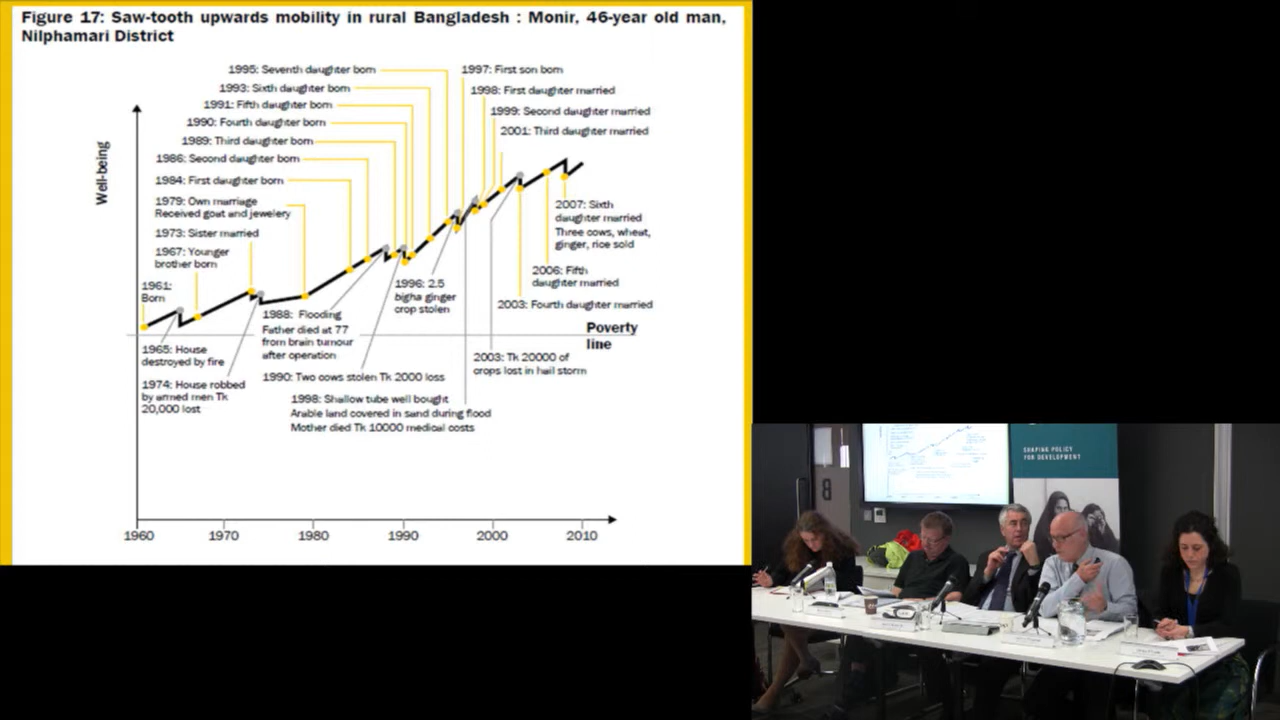 Figure 17: Saw-tooth upwards mobility in rural Bangladesh : Monir, 46-year old man,
Nilphamari District
1995: Seventh daughter born
1997: First son born
1993: Sixth daughter born
1998: First daughter married
1991: Fifth daughter born
1999: Second daughter married
1990: Fourth daughter born
2001: Third daughter married
1989: Third daughter born
1986: Second daughter born
1984: First daughter born
Well-being
1979: Own marriage
Received goat and jewelery
1973: Sister married
1967: Younger
brother born
1961:
Born
2007: Sixth
daughter married
Three cows, wheat,
ginger, rice sold
2006: Fifth
daughter married
2003: Fourth daughter married
1996: 2.5
bigha ginger
crop stolen
1988: Flooding
Father died at 77
from brain tumour
after operation
Poverty
line
1965: House
destroyed by fire
2003: Tk 20000 of
crops lost in hail storm
1990: Two cows stolen Tk 2000 loss
1974: House robbed
by armed men Tk
20,000 lost
1998: Shallow tube well bought
Arable land covered in sand during flood
Mother died Tk 10000 medical costs
1960
1970
1980
1990
2000
2010
SHAPING POLICY
FOR DEVELOPMENT